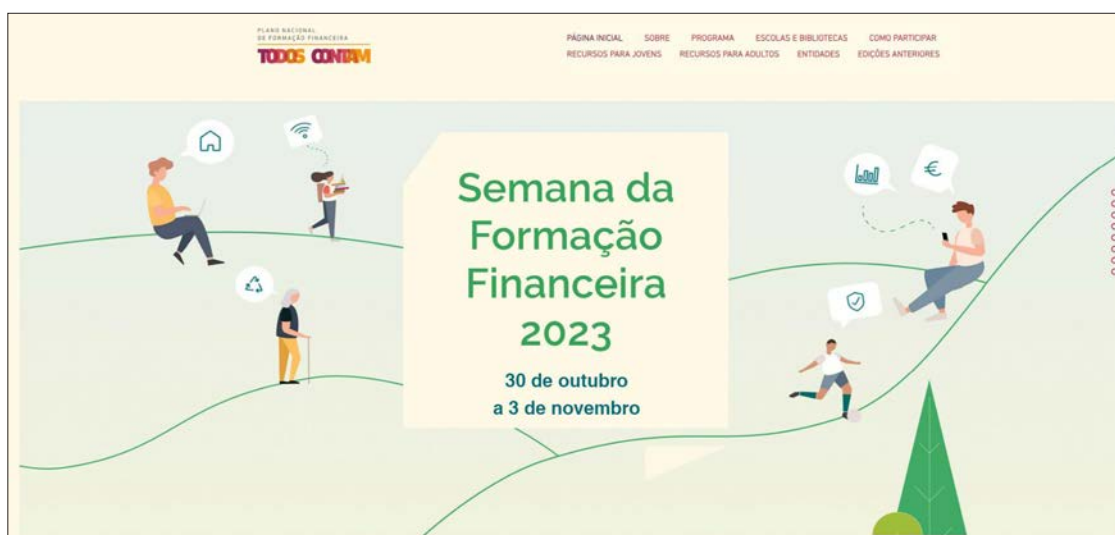 PLANO NACIONAL
DE FORMAÇÃO FINANCEIRA
TODOS CONTAM
PÁGINA INICIAL SOBRE PROGRAMA ESCOLAS E BIBLIOTECAS COMO PARTICIPAR
RECURSOS PARA JOVENS RECURSOS PARA ADULTOS ENTIDADES EDIÇÕES ANTERIORES
Semana da
Formação
Financeira
2023
30 de outubro
a 3 de novembro
€